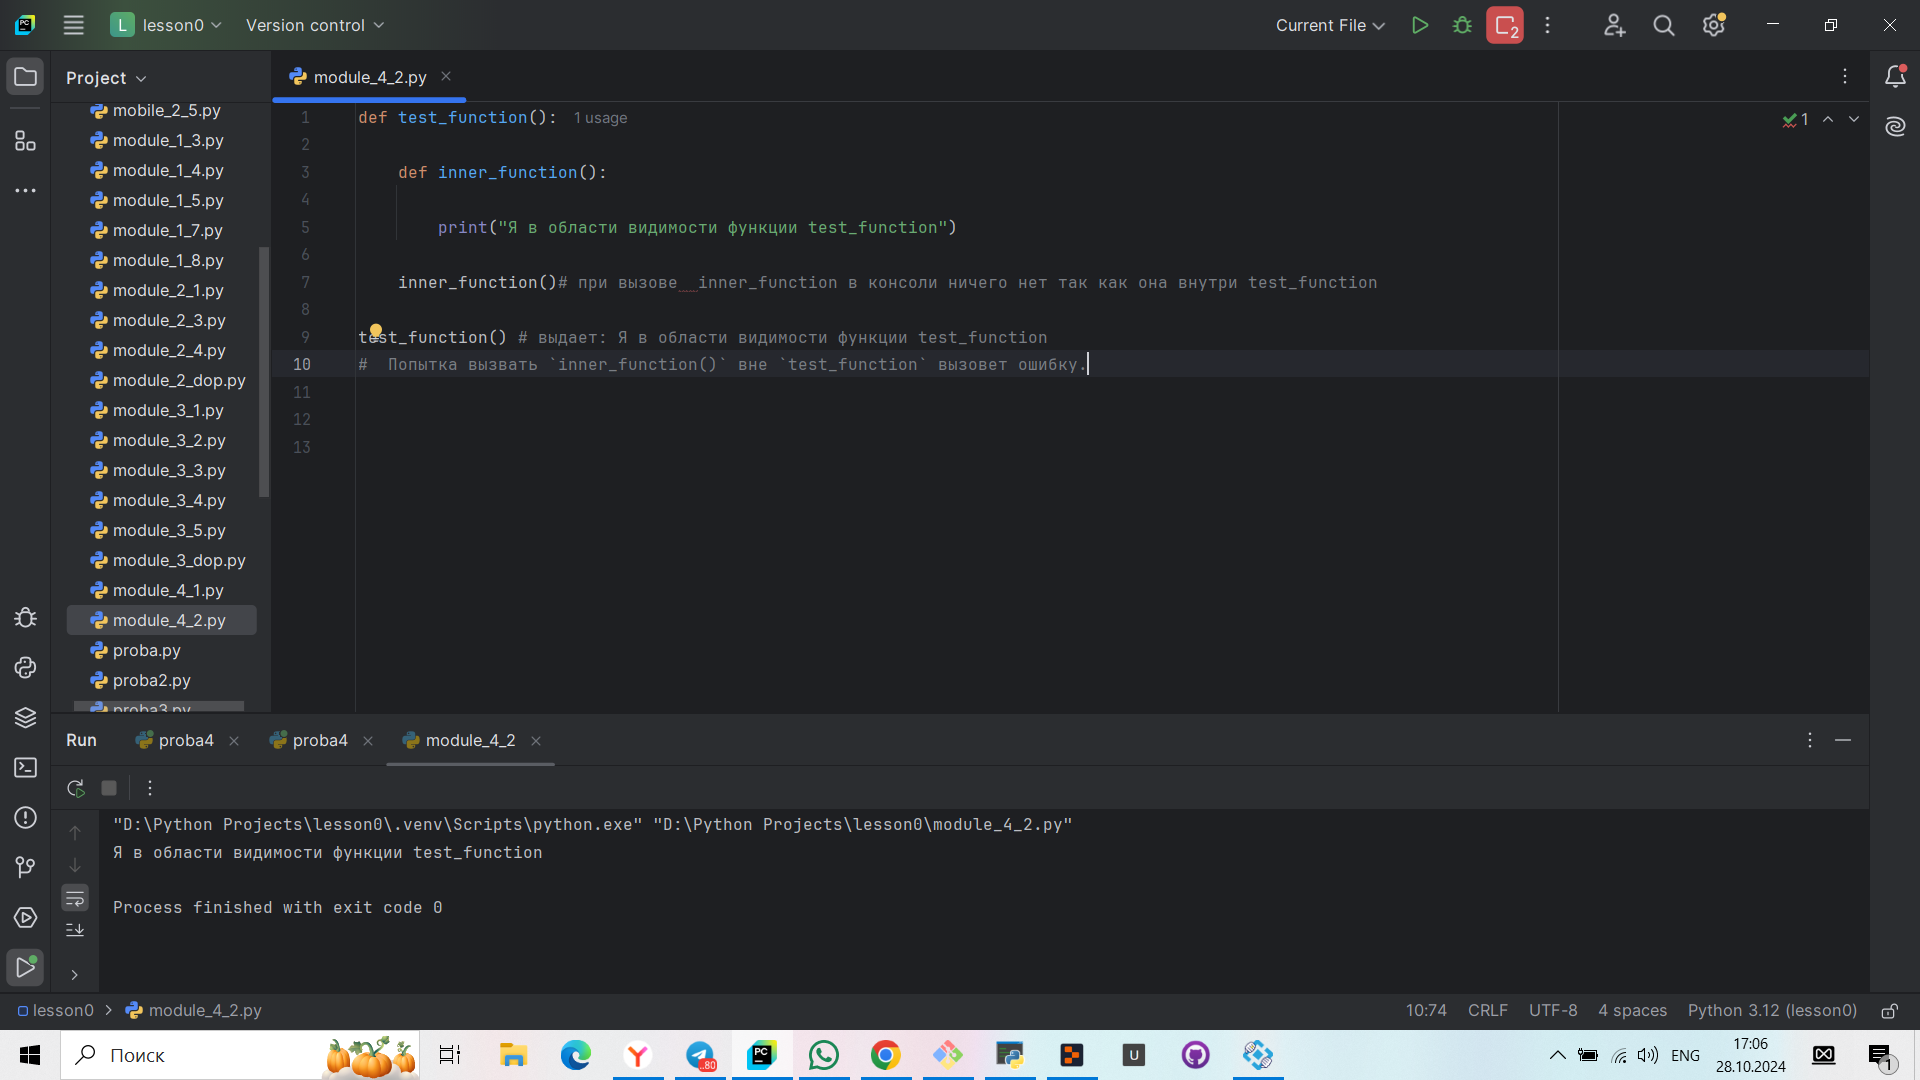 L lesson0 Version control Current File 2
Project
mobile_2_5.py
module_1_3.py
module_1_4.py
module_1_5.py
module_1_7.py
module_1_8.py
module_2_1.py
module_2_3.py
module_2_4.py
module_2_dop.py
module_3_1.py
module_3_2.py
module_3_3.py
module_3_4.py
module_3_5.py
module_3_dop.py
module_4_1.py
module_4_2.py
proba.py
proba2.py
proba3.py
module_4_2.py
1 def test_function(): 1 usage
2
3 def inner_function():
4
5 print("Я в области видимости функции test_function")
6
7 inner_function()# при вызове  inner_function в консоли ничего нет так как она внутри test_function
8
9 test_function() # выдает: Я в области видимости функции test_function
10 #  Попытка вызвать `inner_function()` вне `test_function` вызовет ошибку.
11
12
13
1
Run proba4 proba4 module_4_2
"D:\Python Projects\lesson0\.venv\Scripts\python.exe" "D:\Python Projects\lesson0\module_4_2.py"
Я в области видимости функции test_function
Process finished with exit code 0
lesson0 module_4_2.py 10:74 CRLF UTF-8 4 spaces Python 3.12 (lesson0)
Поиск
PC
..80
U
ENG
17:06
28.10.2024
1